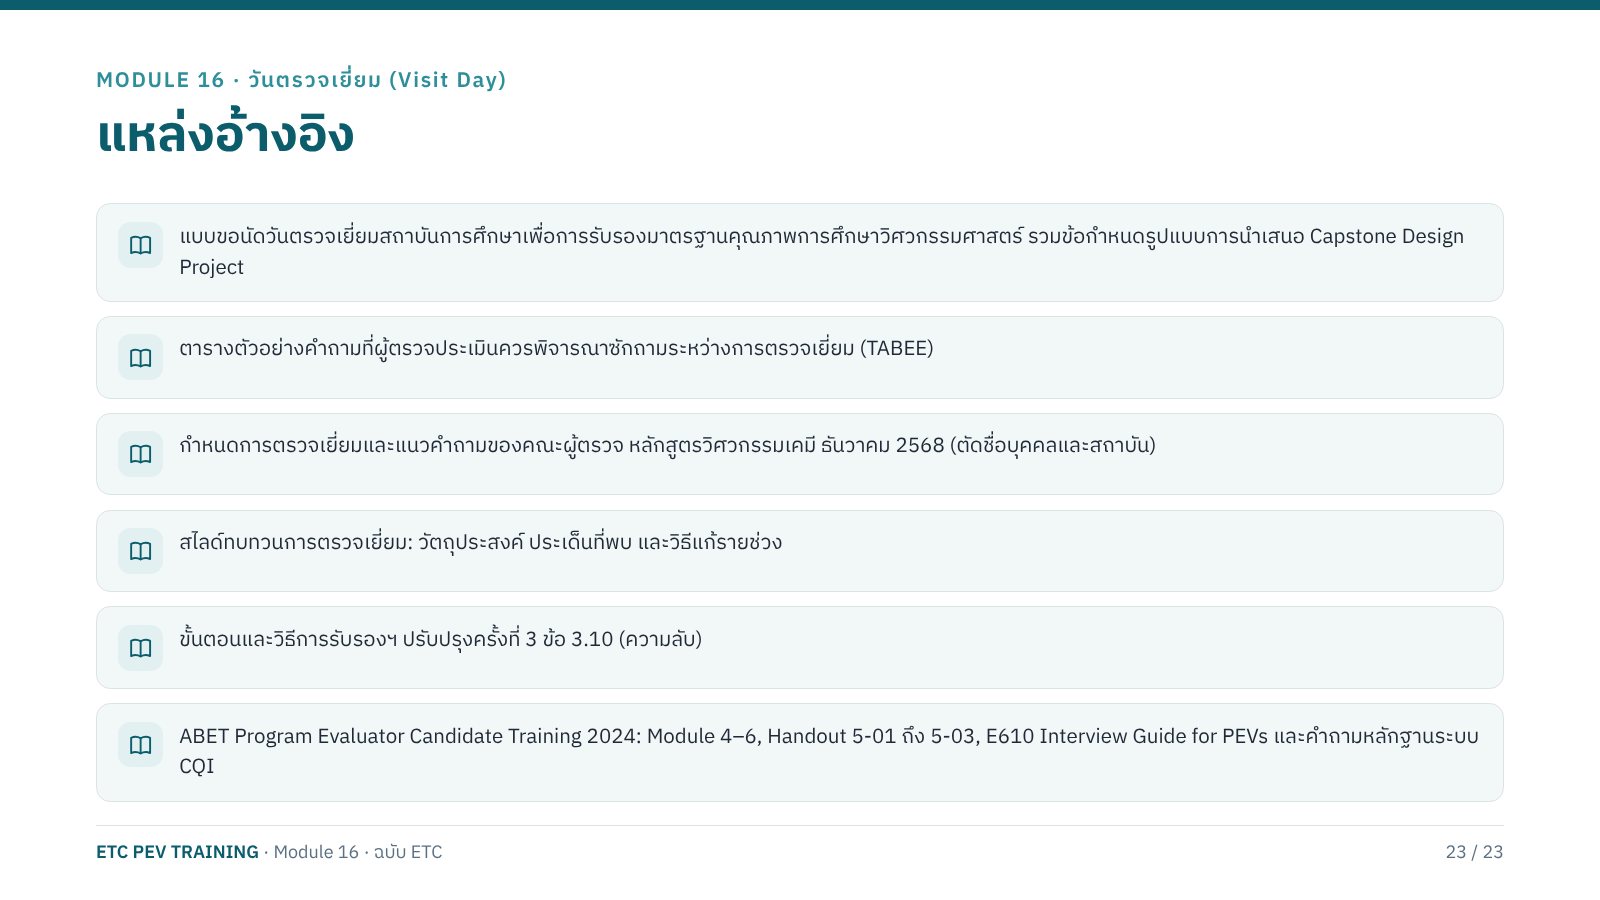 MODULE 16 · วันตรวจเยี่ยม (Visit Day)
แหล่งอ้างอิง
แบบขอนัดวันตรวจเยี่ยมสถาบันการศึกษาเพื่อการรับรองมาตรฐานคุณภาพการศึกษาวิศวกรรมศาสตร์ รวมข้อกำหนดรูปแบบการนำเสนอ Capstone Design
Project
ตารางตัวอย่างคำถามที่ผู้ตรวจประเมินควรพิจารณาซักถามระหว่างการตรวจเยี่ยม (TABEE)
กำหนดการตรวจเยี่ยมและแนวคำถามของคณะผู้ตรวจ หลักสูตรวิศวกรรมเคมี ธันวาคม 2568 (ตัดชื่อบุคคลและสถาบัน)
สไลด์ทบทวนการตรวจเยี่ยม: วัตถุประสงค์ ประเด็นที่พบ และวิธีแก้รายช่วง
ขั้นตอนและวิธีการรับรองฯ ปรับปรุงครั้งที่ 3 ข้อ 3.10 (ความลับ)
ABET Program Evaluator Candidate Training 2024: Module 4–6, Handout 5-01 ถึง 5-03, E610 Interview Guide for PEVs และคำถามหลักฐานระบบ
CQI
ETC PEV TRAINING · Module 16 · ฉบับ ETC
23 / 23